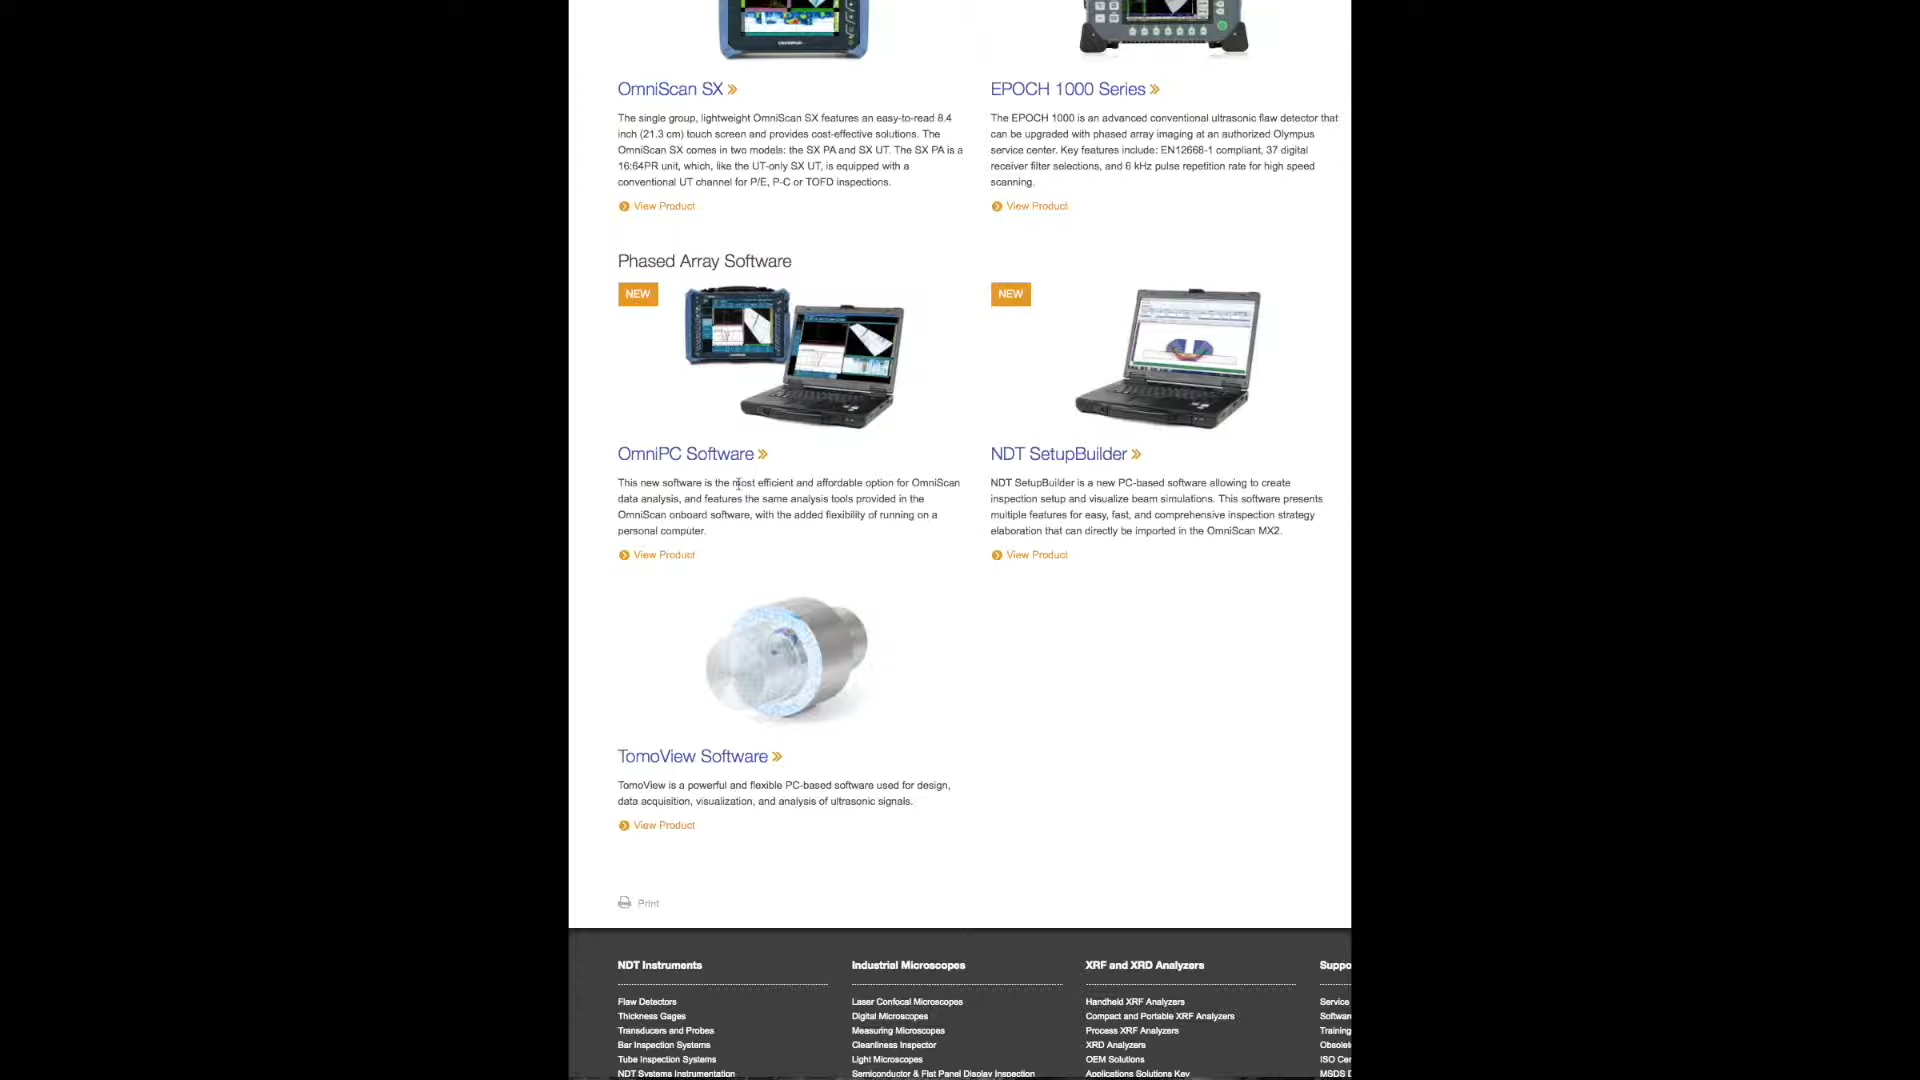 OLYMPUS
OmniScan SX
The single group, lightweight OmniScan SX features an easy-to-read 8.4
inch (21.3 cm) touch screen and provides cost-effective solutions. The
OmniScan SX comes in two models: the SX PA and SX UT. The SX PA is a
16:64PR unit, which, like the UT-only SX UT, is equipped with a
conventional UT channel for P/E, P-C or TOFD inspections.
View Product
EPOCH 1000 Series
The EPOCH 1000 is an advanced conventional ultrasonic flaw detector that
can be upgraded with phased array imaging at an authorized Olympus
service center. Key features include: EN12668-1 compliant, 37 digital
receiver filter selections, and 6 kHz pulse repetition rate for high speed
scanning.
View Product
Phased Array Software
NEW
OmniPC Software
This new software is the most efficient and affordable option for OmniScan
data analysis, and features the same analysis tools provided in the
OmniScan onboard software, with the added flexibility of running on a
personal computer.
View Product
NEW
NDT SetupBuilder
NDT SetupBuilder is a new PC-based software allowing to create
inspection setup and visualize beam simulations. This software presents
multiple features for easy, fast, and comprehensive inspection strategy
elaboration that can directly be imported in the OmniScan MX2.
View Product
TomoView Software
TomoView is a powerful and flexible PC-based software used for design,
data acquisition, visualization, and analysis of ultrasonic signals.
View Product
Print
NDT Instruments
Flaw Detectors
Thickness Gages
Transducers and Probes
Bar Inspection Systems
Tube Inspection Systems
NDT Systems Instrumentation
Industrial Microscopes
Laser Confocal Microscopes
Digital Microscopes
Measuring Microscopes
Cleanliness Inspector
Light Microscopes
Semiconductor & Flat Panel Display Inspection
XRF and XRD Analyzers
Handheld XRF Analyzers
Compact and Portable XRF Analyzers
Process XRF Analyzers
XRD Analyzers
OEM Solutions
Applications Solutions Key
Suppo
Service
Softwar
Training
Obsolet
ISO Cer
MSDS D